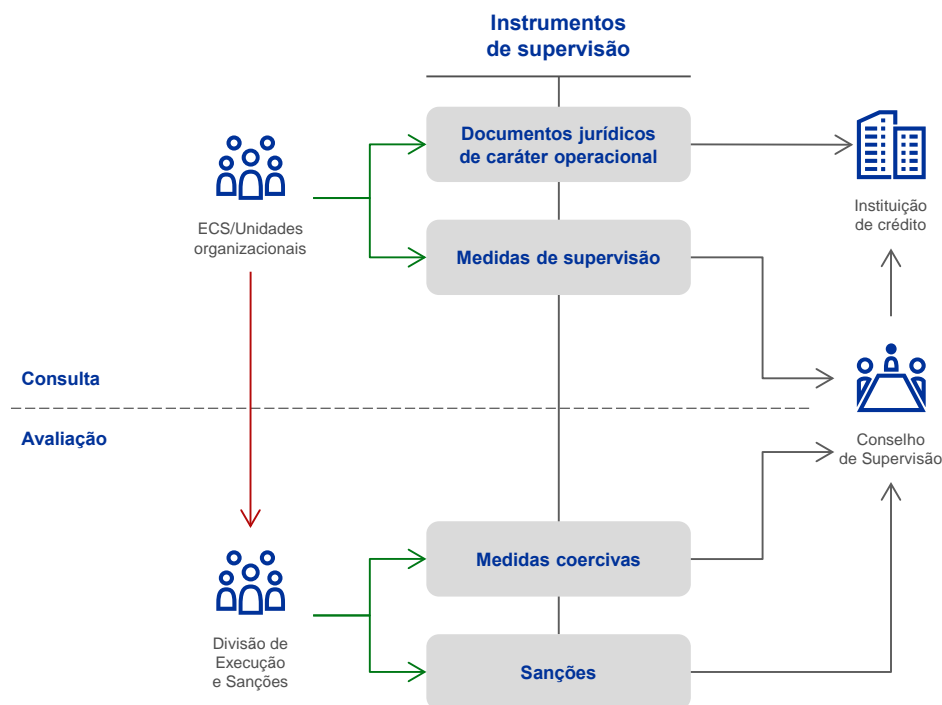 Instrumentos
de supervisão
Documentos jurídicos
de caráter operacional
ECS/Unidades
organizacionais
Instituição
de crédito
Medidas de supervisão
Consulta
Avaliação
Conselho
de Supervisão
Medidas coercivas
Divisão de
Execução
e Sanções
Sanções